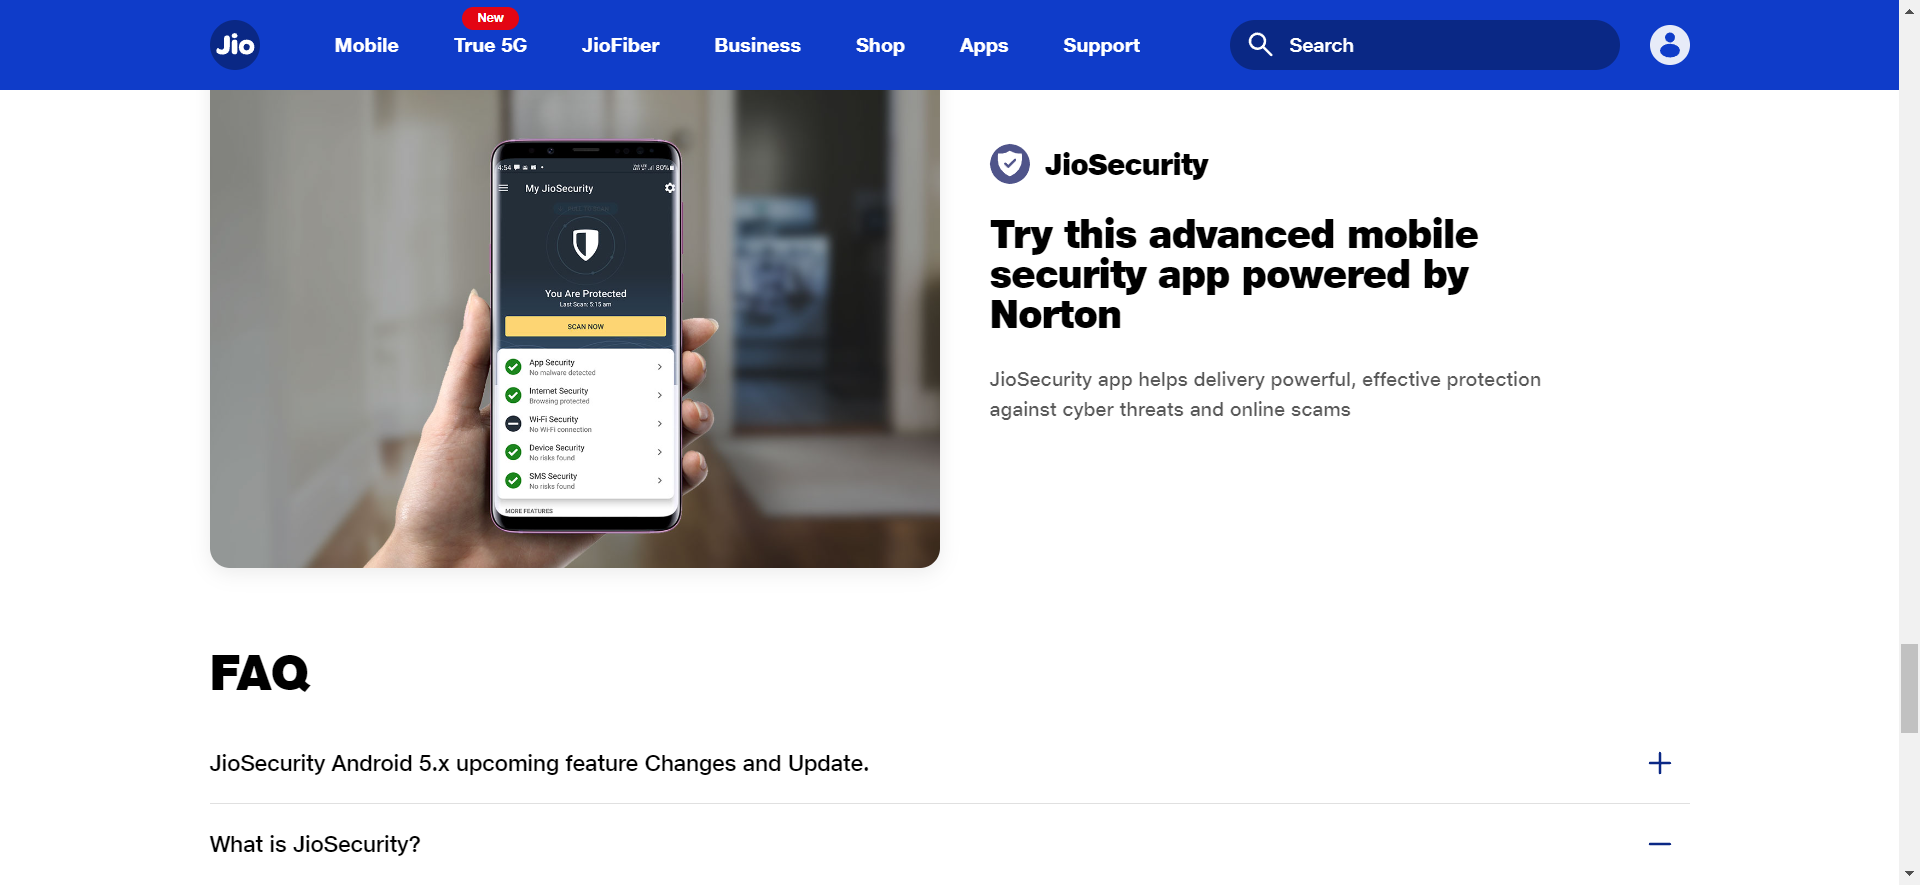 Jio
Mobile
New
True 5G
JioFiber
Business
Shop
Apps
Support
Search
4:54
80%
My JioSecurity
You Are Protected
Last Scan: 5:15 am
SCAN NOW
App Security
No malware detected
Internet Security
Browsing protected
Wi-Fi Security
No Wi-Fi connection
Device Security
No risks found
SMS Security
No risks found
MORE FEATURES
JioSecurity
Try this advanced mobile
security app powered by
Norton
JioSecurity app helps delivery powerful, effective protection
against cyber threats and online scams
FAQ
JioSecurity Android 5.x upcoming feature Changes and Update.
What is JioSecurity?